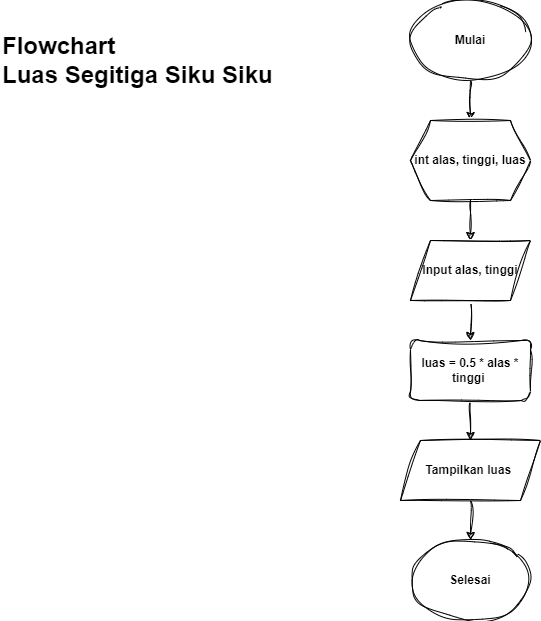 Flowchart
Luas Segitiga Siku Siku
Mulai
int alas, tinggi, luas
Input alas, tinggi
luas = 0.5 * alas *
tinggi
Tampilkan luas
Selesai